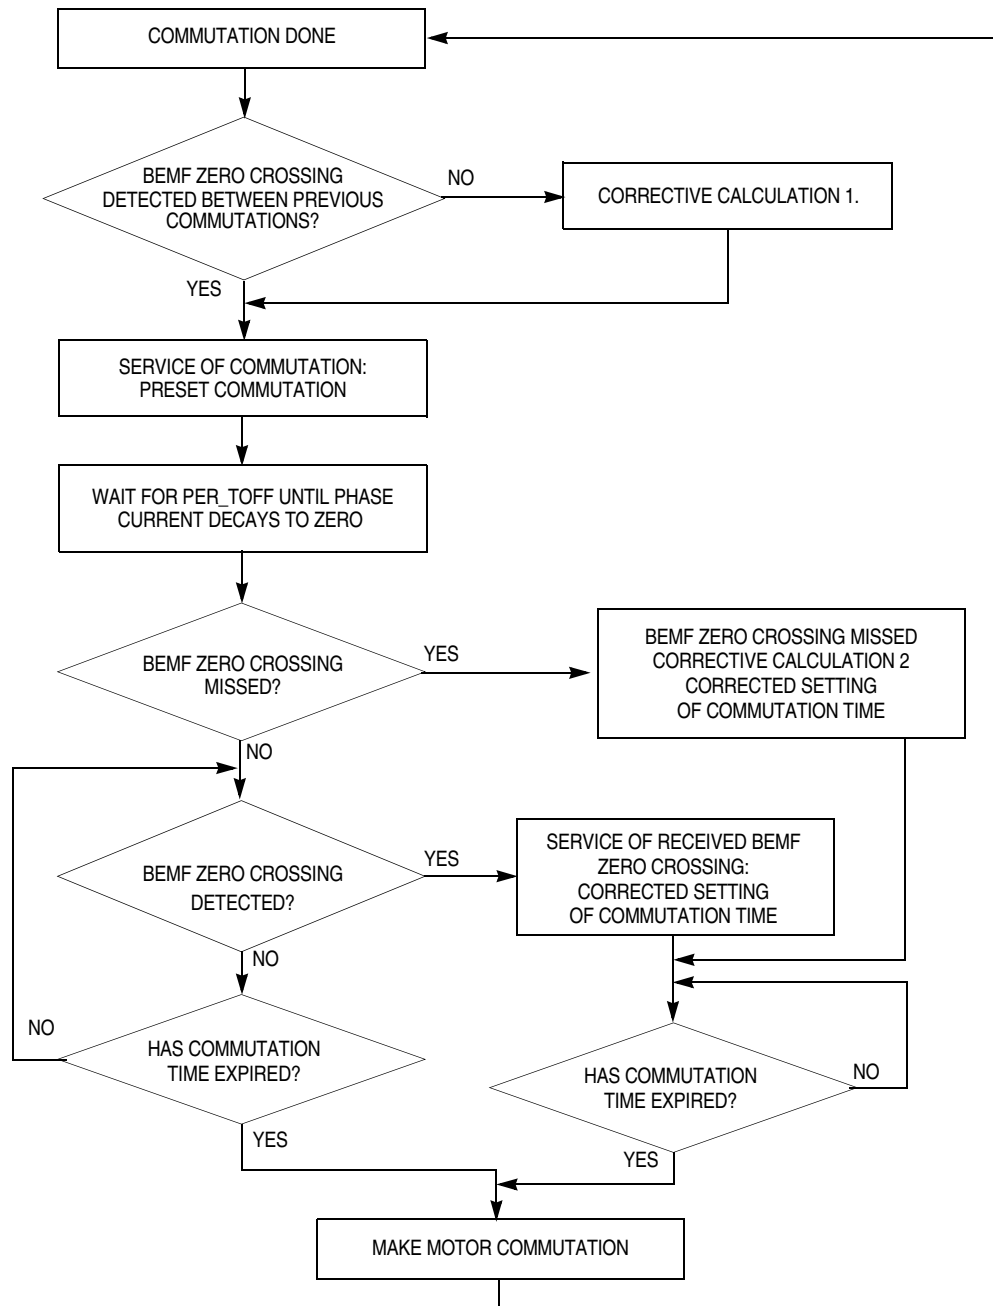 COMMUTATION DONE
BEMF ZERO CROSSING
DETECTED BETWEEN PREVIOUS
COMMUTATIONS?
NO
CORRECTIVE CALCULATION 1.
YES
SERVICE OF COMMUTATION:
PRESET COMMUTATION
WAIT FOR PER_TOFF UNTIL PHASE
CURRENT DECAYS TO ZERO
BEMF ZERO CROSSING
MISSED?
YES
BEMF ZERO CROSSING MISSED
CORRECTIVE CALCULATION 2
CORRECTED SETTING
OF COMMUTATION TIME
NO
BEMF ZERO CROSSING
DETECTED?
YES
SERVICE OF RECEIVED BEMF
ZERO CROSSING:
CORRECTED SETTING
OF COMMUTATION TIME
NO
HAS COMMUTATION
TIME EXPIRED?
NO
YES
HAS COMMUTATION
TIME EXPIRED?
NO
YES
MAKE MOTOR COMMUTATION